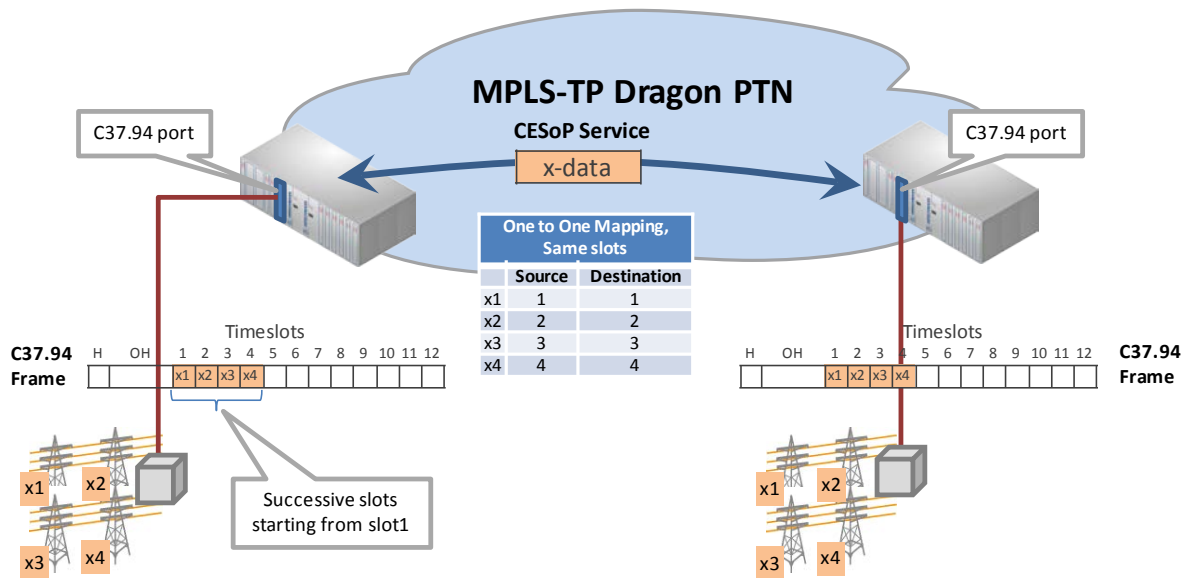 MPLS-TP Dragon PTN
CESoP Service
x-data
C37.94 port
C37.94 port
One to One Mapping,
Same slots
Source Destination
x1 1 1
x2 2 2
x3 3 3
x4 4 4
Timeslots
C37.94
Frame
H OH 1 2 3 4 5 6 7 8 9 10 11 12
x1 x2 x3 x4
Timeslots
H OH 1 2 3 4 5 6 7 8 9 10 11 12
x1 x2 x3 x4
C37.94
Frame
x1 x2
x3 x4
Successive slots
starting from slot1
x1 x2
x3 x4